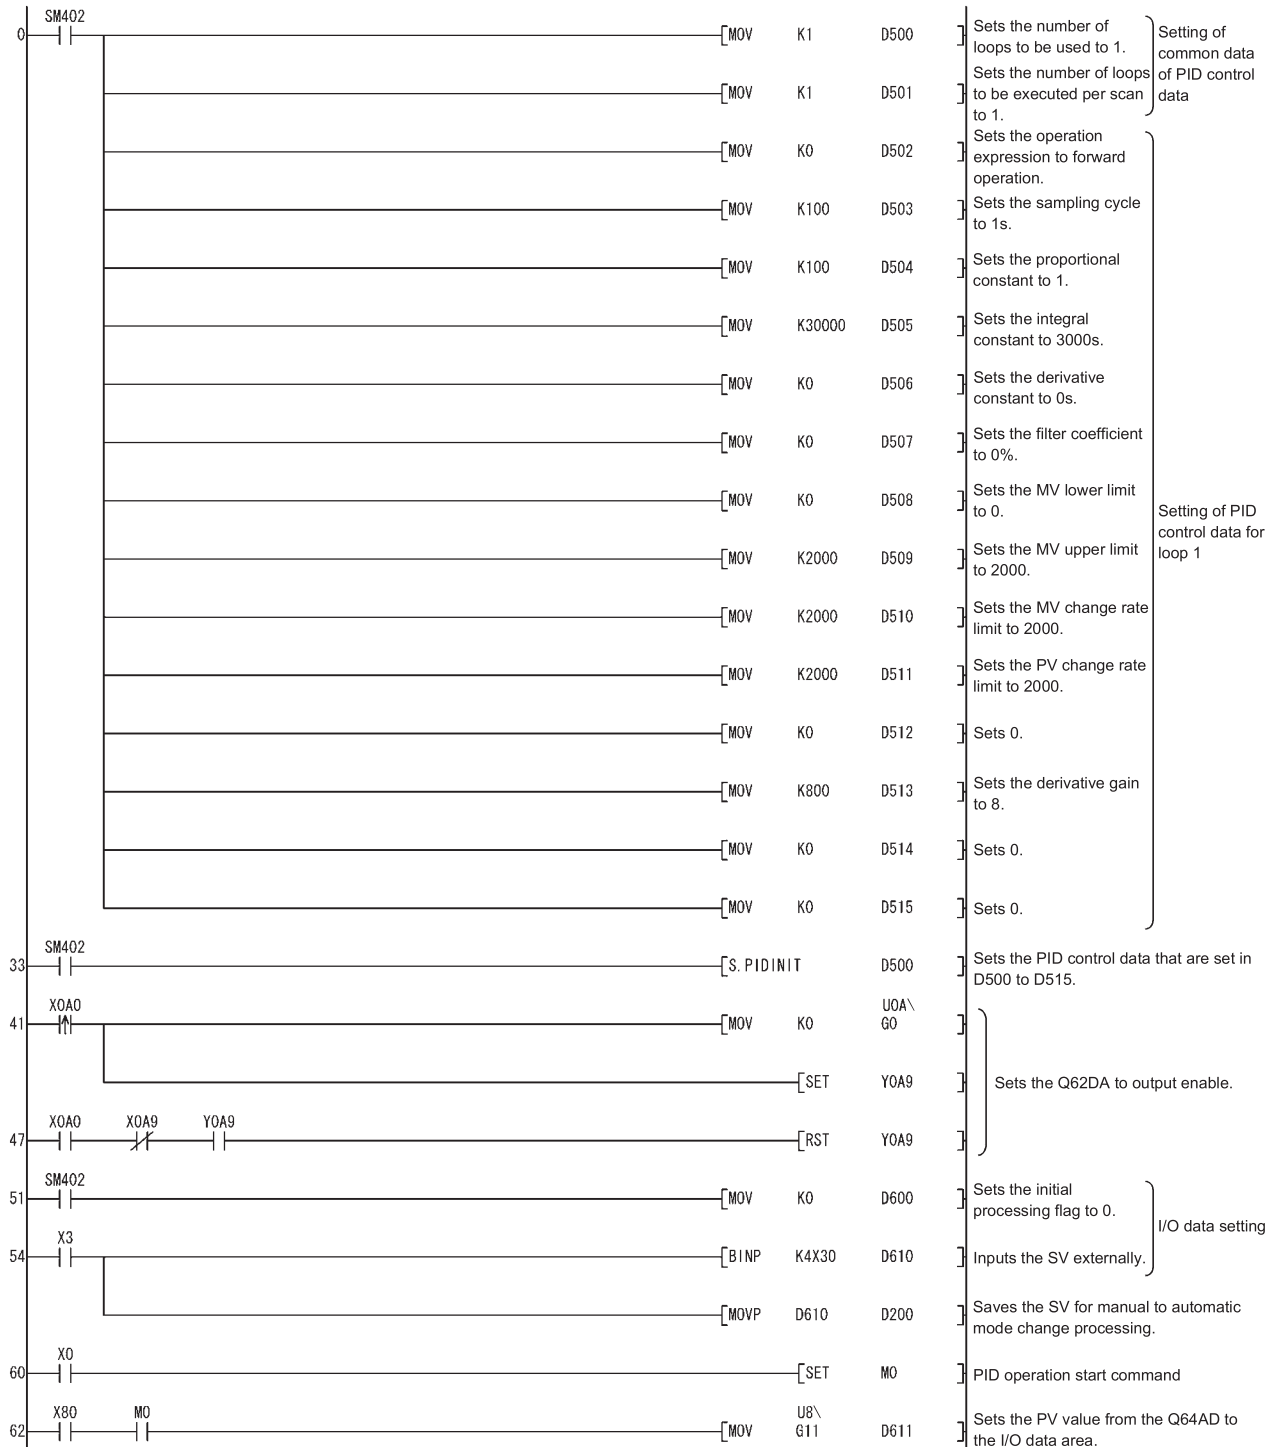 SM402
0 MOV K1 D500 Sets the number of
loops to be used to 1.
Setting of
common data
of PID control
data
MOV K1 D501 Sets the number of loops
to be executed per scan
to 1.
MOV K0 D502 Sets the operation
expression to forward
operation.
MOV K100 D503 Sets the sampling cycle
to 1s.
MOV K100 D504 Sets the proportional
constant to 1.
MOV K30000 D505 Sets the integral
constant to 3000s.
MOV K0 D506 Sets the derivative
constant to 0s.
MOV K0 D507 Sets the filter coefficient
to 0%.
MOV K0 D508 Sets the MV lower limit
to 0.
Setting of PID
control data for
loop 1
MOV K2000 D509 Sets the MV upper limit
to 2000.
MOV K2000 D510 Sets the MV change rate
limit to 2000.
MOV K2000 D511 Sets the PV change rate
limit to 2000.
MOV K0 D512 Sets 0.
MOV K800 D513 Sets the derivative gain
to 8.
MOV K0 D514 Sets 0.
MOV K0 D515 Sets 0.
SM402
33 S.PIDINIT D500 Sets the PID control data that are set in
D500 to D515.
X0A0 U0A\
41 MOV K0 G0
SET Y0A9 Sets the Q62DA to output enable.
X0A0 X0A9 Y0A9
47 RST Y0A9
SM402
51 MOV K0 D600 Sets the initial
processing flag to 0.
I/O data setting
X3
54 BINP K4X30 D610 Inputs the SV externally.
MOVP D610 D200 Saves the SV for manual to automatic
mode change processing.
X0
60 SET M0 PID operation start command
X80 M0 U8\
62 MOV G11 D611 Sets the PV value from the Q64AD to
the I/O data area.